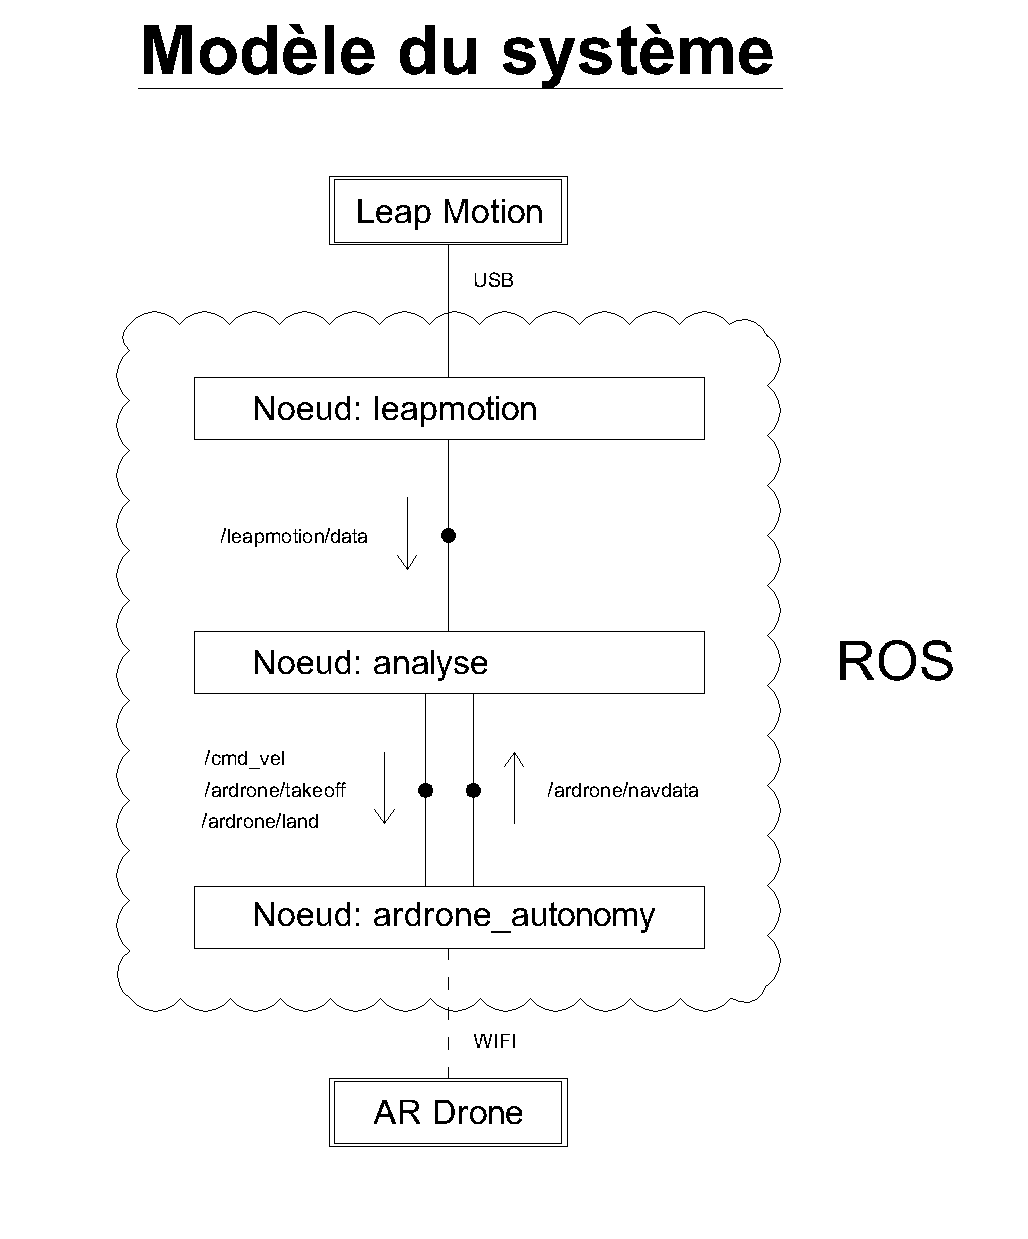 Modèle du système
Leap Motion
USB
Noeud: leapmotion
/leapmotion/data
ROS
Noeud: analyse
/cmd_vel
/ardrone/takeoff
/ardrone/land
/ardrone/navdata
Noeud: ardrone_autonomy
WIFI
AR Drone